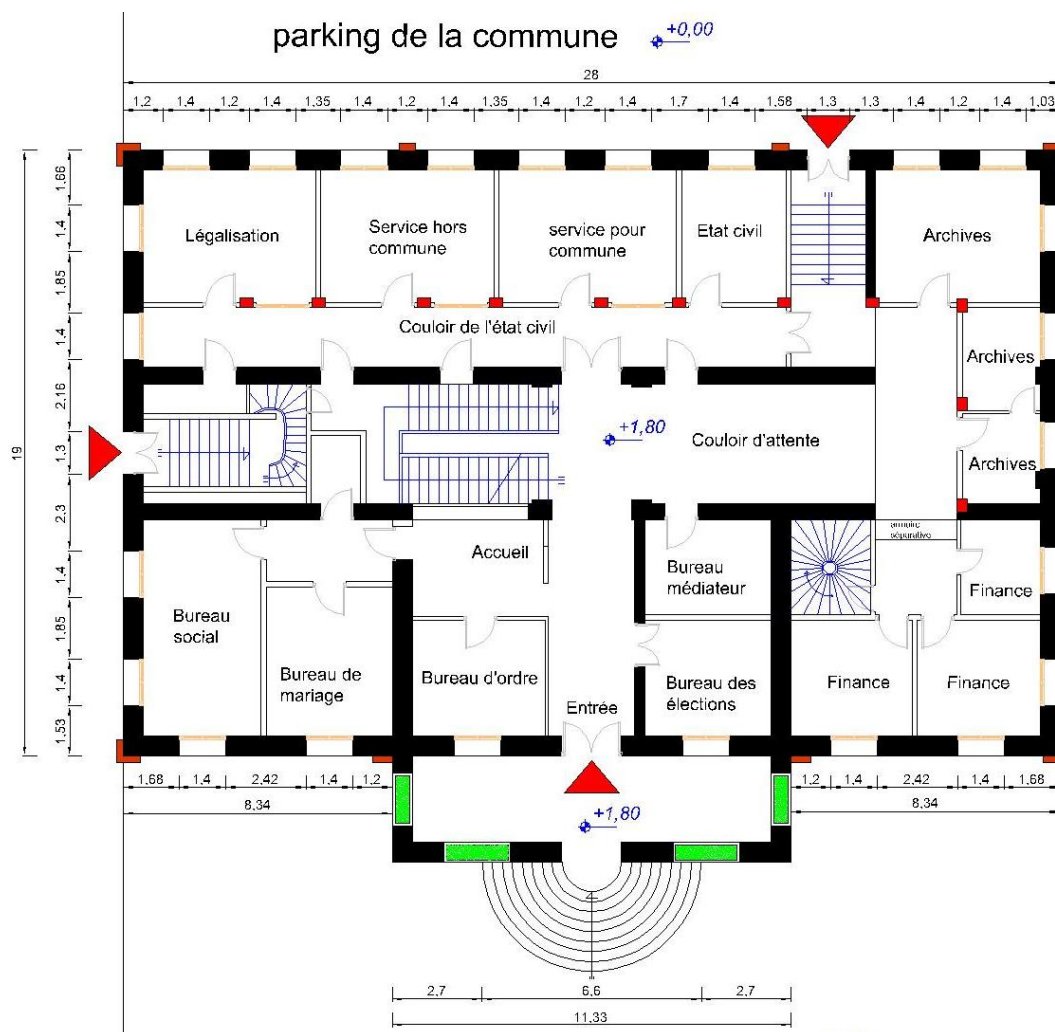 parking de la commune
+0,00
28
1,2 1,4 1,2 1,4 1,35 1,4 1,2 1,4 1,35 1,4 1,2 1,4 1,7 1,4 1,58 1,3 1,3 1,4 1,2 1,4 1,03
19
1,66
1,4
1,85
1,4
2,16
1,3
2,3
1,4
1,85
1,4
1,53
Légalisation
Service hors
commune
service pour
commune
Etat civil
Archives
Couloir de l'état civil
Archives
+1,80
Couloir d'attente
Archives
Accueil
Bureau
médiateur
Finance
Bureau
social
Bureau de
mariage
Bureau d'ordre
Entrée
Bureau des
élections
Finance
Finance
1,68 1,4 2,42 1,4 1,2
8,34
1,2 1,4 2,42 1,4 1,68
8,34
+1,80
2,7 6,6 2,7
11,33